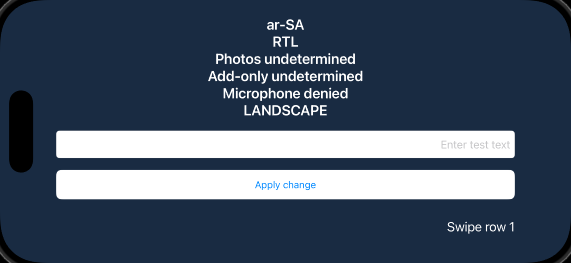 ar-SA
RTL
Photos undetermined
Add-only undetermined
Microphone denied
LANDSCAPE
Enter test text
Apply change
Swipe row 1